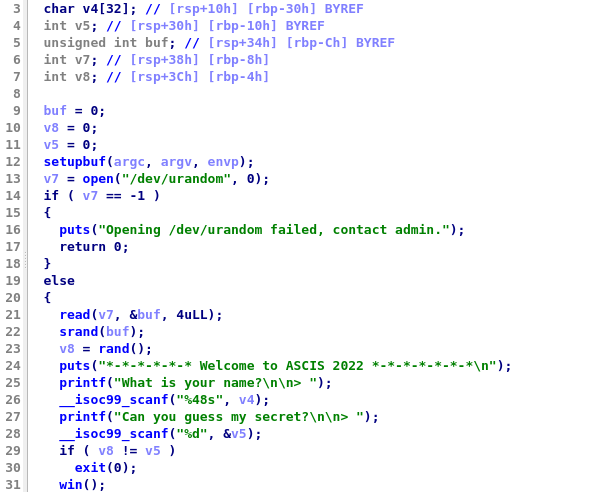 3 char v4[32]; // [rsp+10h] [rbp-30h] BYREF
4 int v5; // [rsp+30h) [rbp-10h] BYREF
5 unsigned int buf; // [rsp+34h] [rbp-Ch] BYREF
6 int v7; // [rsp+38h] [rbp-8h]
7 int v8; // [rsp+3Ch) [rbp-4h]
8
9 buf = 0;
10 v8 = 0;
11 v5 = 0;
12 setupbuf(argc, argv, envp);
13 v7 = open("/dev/urandom", 0);
14 if ( v7 == -1 )
15 {
16 puts("Opening /dev/urandom failed, contact admin.");
17 return 0;
18 }
19 else
20 {
21 read(v7, &buf, 4uLL);
22 srand(buf);
23 v8 = rand();
24 puts("*-*-*-*-*-* Welcome to ASCIS 2022 *-*-*-*-*-*-*\n");
25 printf("What is your name?\n\n> ");
26 __isoc99_scanf("%48s", v4);
27 printf("Can you guess my secret?\n\n> ");
28 __isoc99_scanf("%d", &v5);
29 if ( v8 != v5 )
30 exit(0);
31 win();